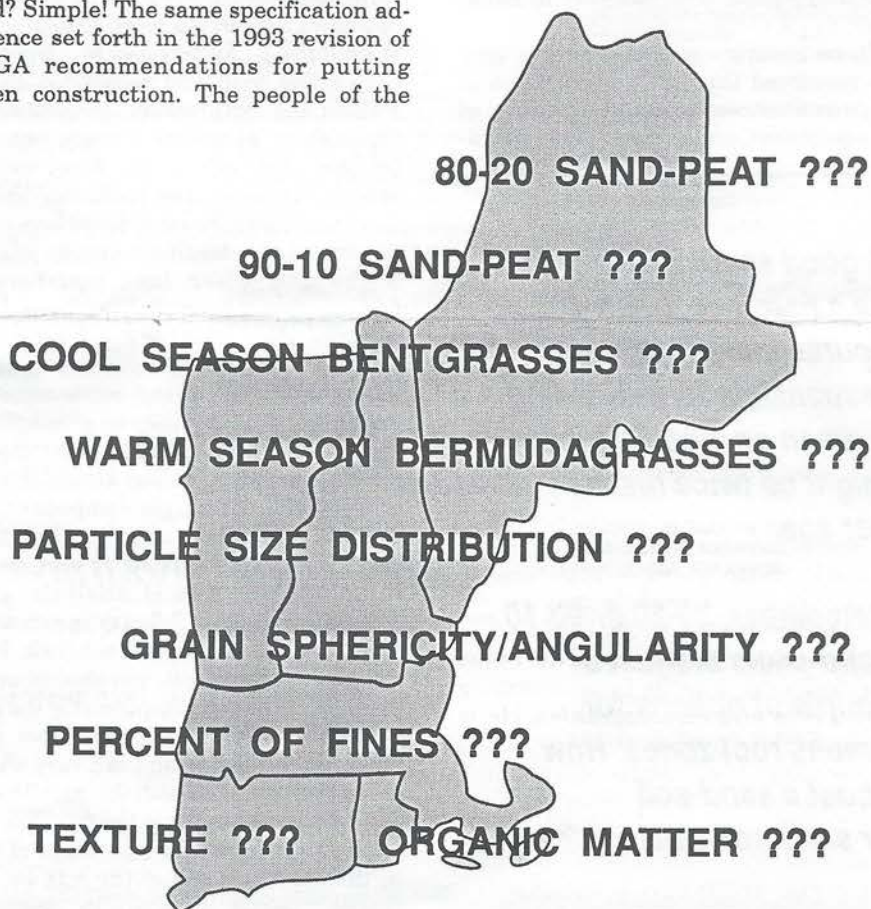 d? Simple! The same specification ad-
ence set forth in the 1993 revision of
GA recommendations for putting
en construction. The people of the
80-20 SAND-PEAT ???
90-10 SAND-PEAT ???
COOL SEASON BENTGRASSES ???
WARM SEASON BERMUDAGRASSES ???
PARTICLE SIZE DISTRIBUTION ???
GRAIN SPHERICITY/ANGULARITY ???
PERCENT OF FINES ???
TEXTURE ??? ORGANIC MATTER ???